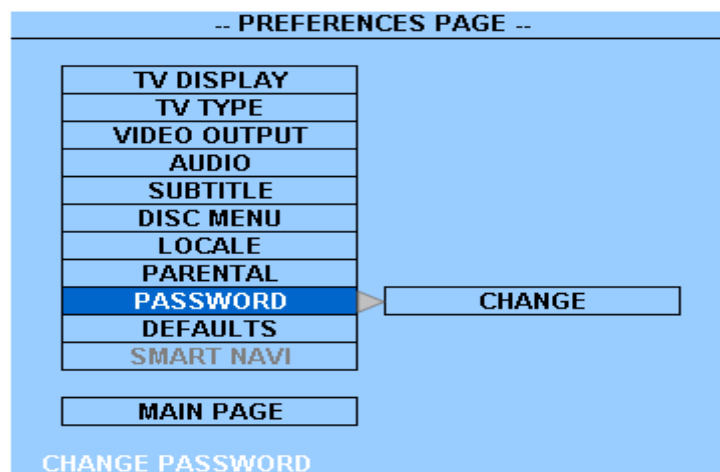 -- PREFERENCES PAGE --
TV DISPLAY
TV TYPE
VIDEO OUTPUT
AUDIO
SUBTITLE
DISC MENU
LOCALE
PARENTAL
PASSWORD CHANGE
DEFAULTS
SMART NAVI
MAIN PAGE
CHANGE PASSWORD